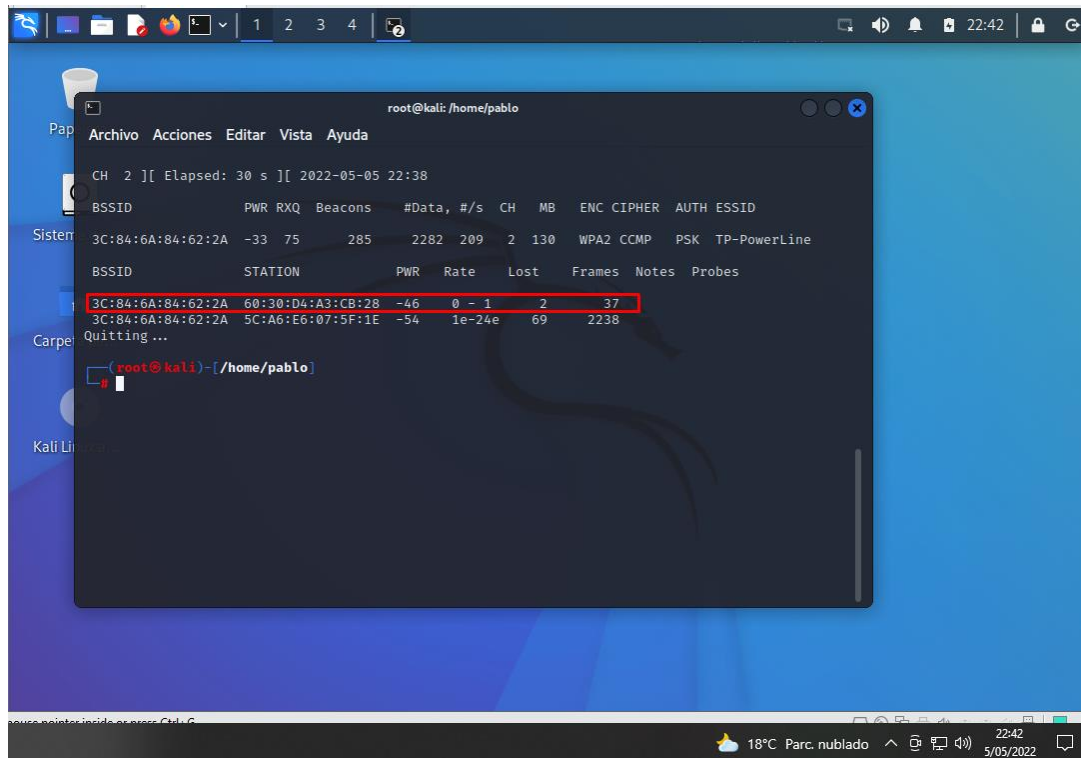 1 2 3 4 2 22:42
root@kali: /home/pablo
Archivo Acciones Editar Vista Ayuda
CH 2 ][ Elapsed: 30 s ][ 2022-05-05 22:38
BSSID PWR RXQ Beacons #Data, #/s CH MB ENC CIPHER AUTH ESSID
3C:84:6A:84:62:2A -33 75 285 2282 209 2 130 WPA2 CCMP PSK TP-PowerLine
BSSID STATION PWR Rate Lost Frames Notes Probes
3C:84:6A:84:62:2A 60:30:D4:A3:CB:28 -46 0 - 1 2 37
3C:84:6A:84:62:2A 5C:A6:E6:07:5F:1E -54 1e-24e 69 2238
Quitting ...
┌──(root㉿kali)-[/home/pablo]
└─#
Pap
Sistem
Carpet
Kali Lin
18°C Parc. nublado
22:42
5/05/2022